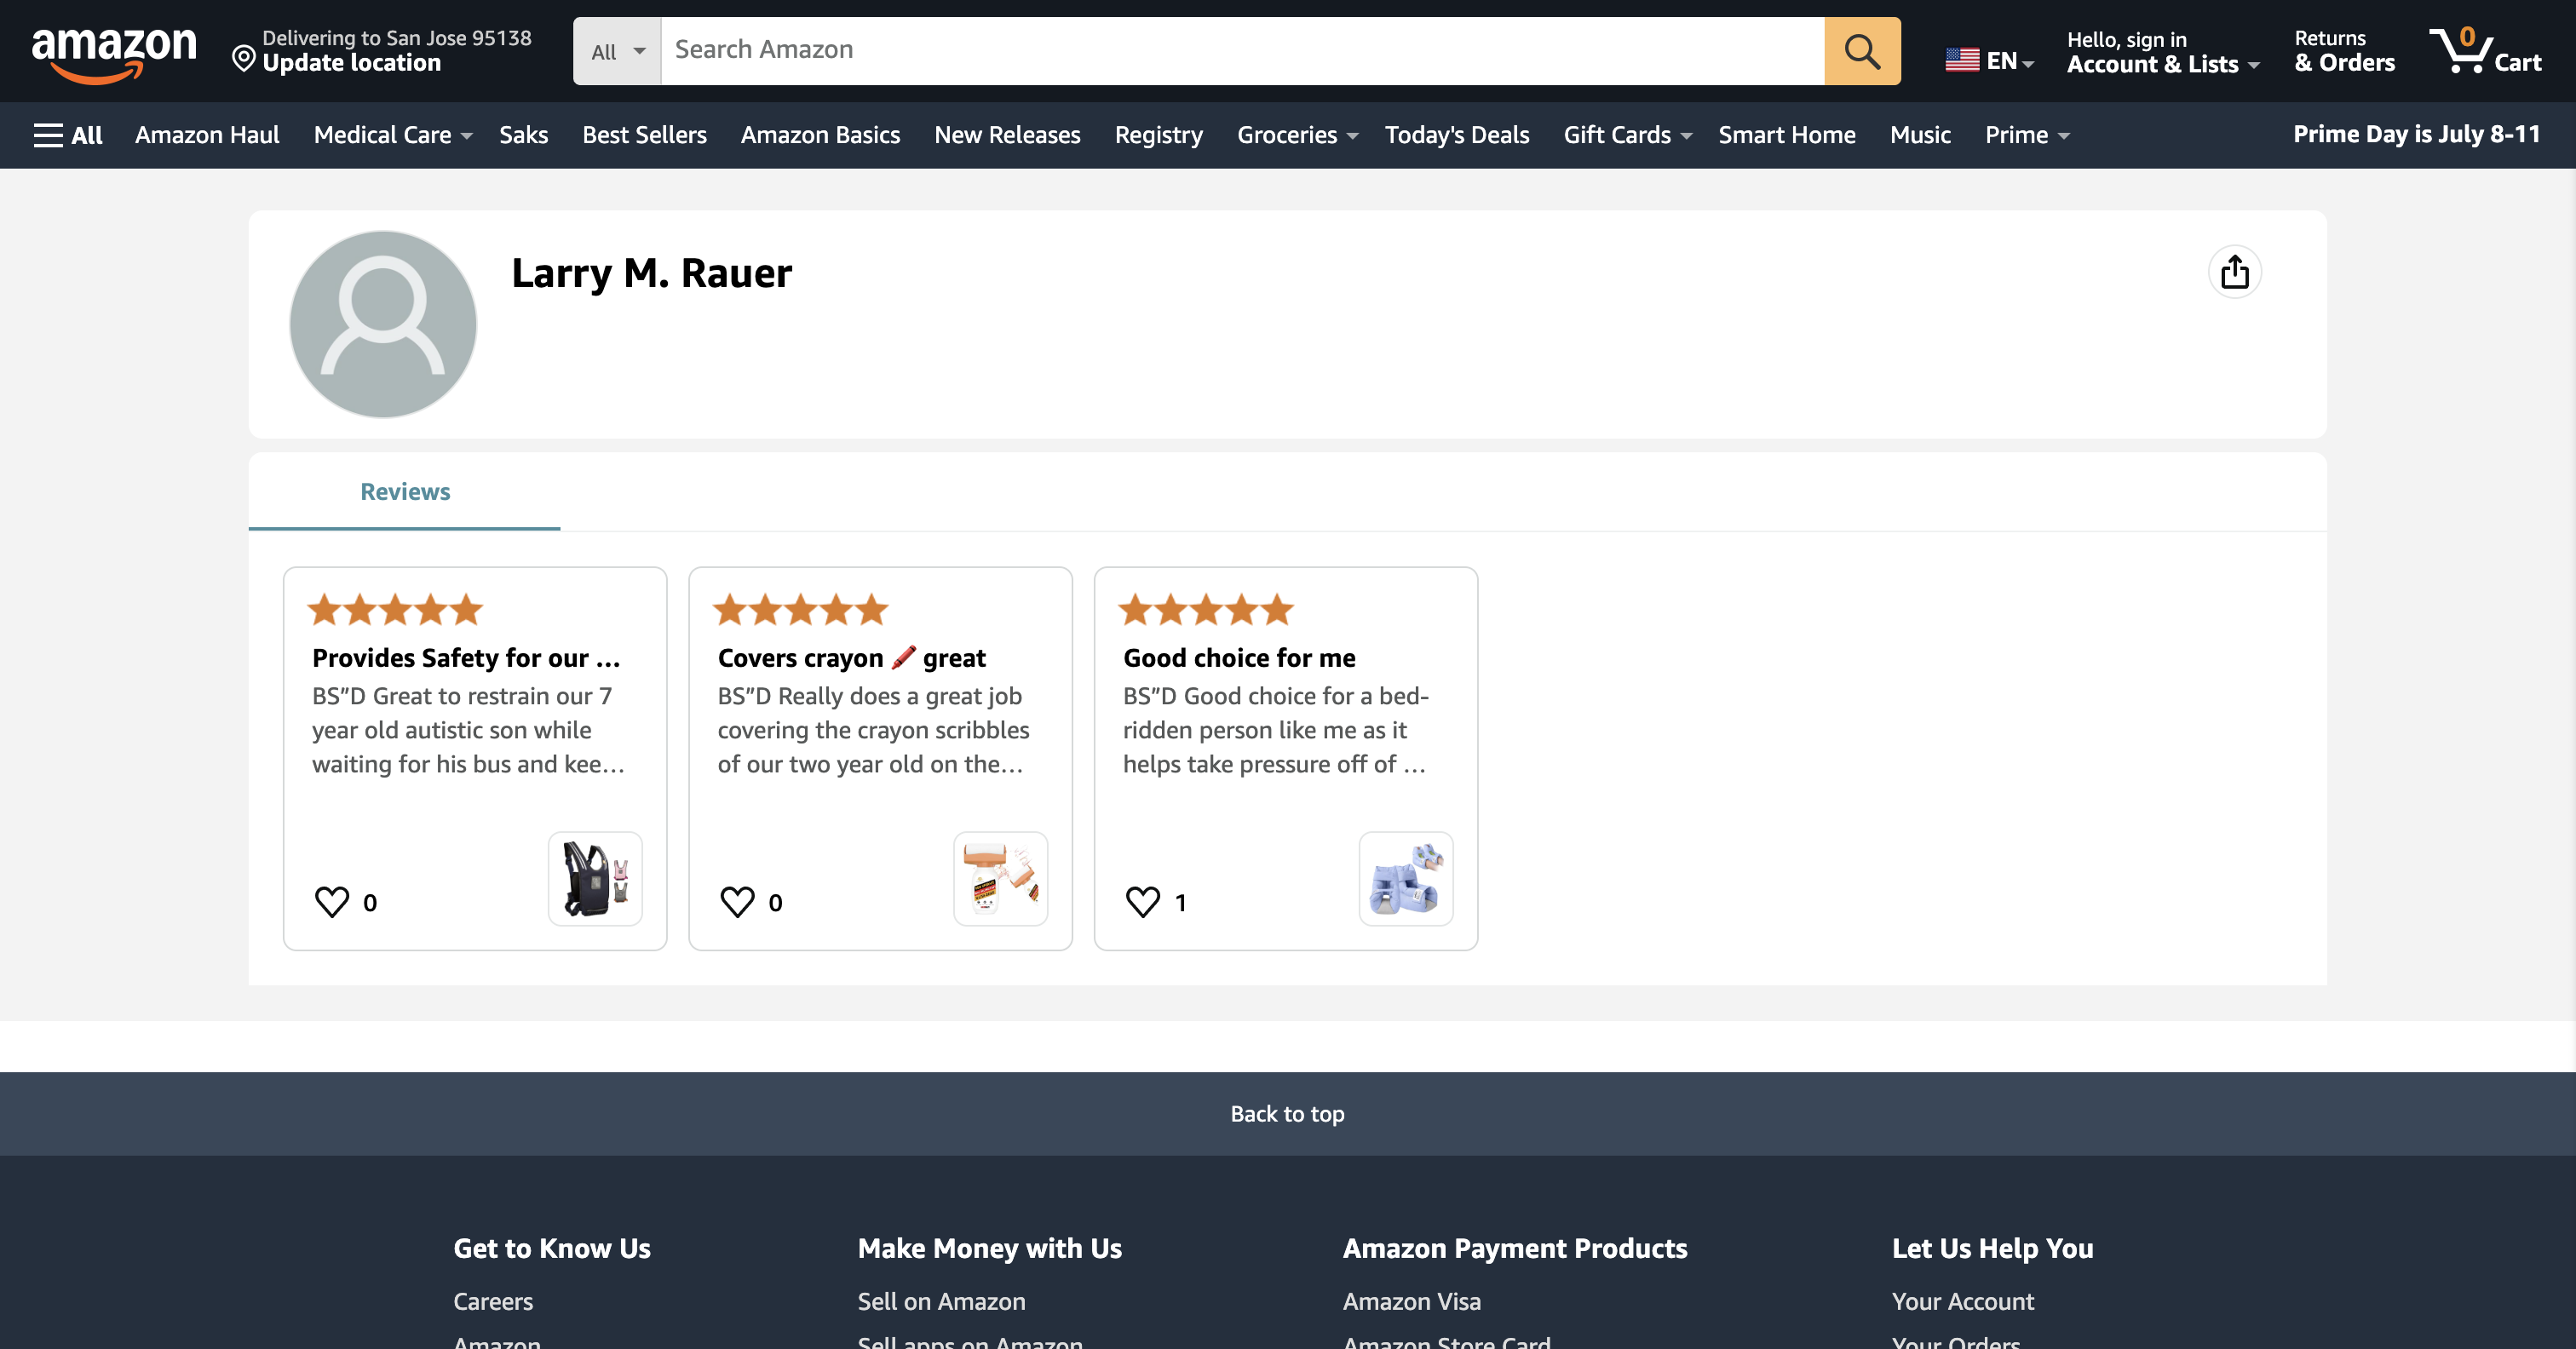 amazon
Delivering to San Jose 95138
Update location
All
Search Amazon
EN
Hello, sign in
Account & Lists
Returns
& Orders
0
Cart
All
Amazon Haul
Medical Care
Saks
Best Sellers
Amazon Basics
New Releases
Registry
Groceries
Today's Deals
Gift Cards
Smart Home
Music
Prime
Prime Day is July 8-11
Larry M. Rauer
Reviews
Provides Safety for our ...
BS”D Great to restrain our 7
year old autistic son while
waiting for his bus and kee...
0
Covers crayon 🖍️ great
BS”D Really does a great job
covering the crayon scribbles
of our two year old on the...
0
Good choice for me
BS”D Good choice for a bed-
ridden person like me as it
helps take pressure off of ...
1
Back to top
Get to Know Us
Careers
Amazon
Make Money with Us
Sell on Amazon
Sell apps on Amazon
Amazon Payment Products
Amazon Visa
Amazon Store Card
Let Us Help You
Your Account
Your Orders